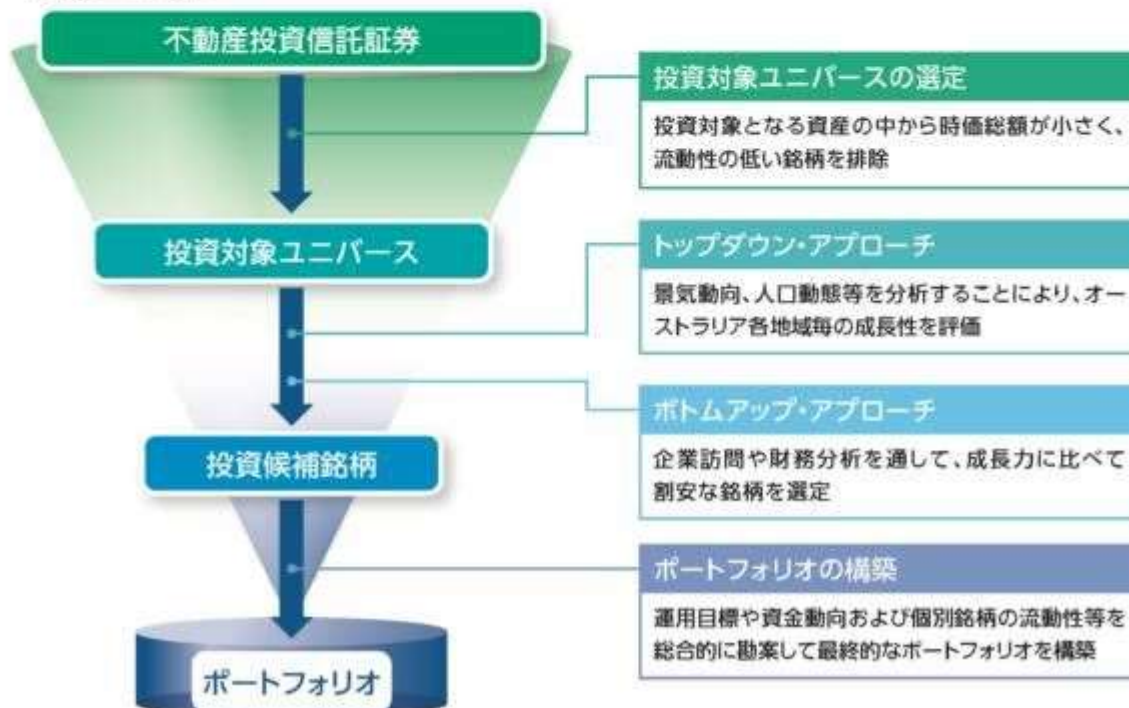 不動産投資信託証券
投資対象ユニバースの選定
投資対象となる資産の中から時価総額が小さく、
流動性の低い銘柄を排除
投資対象ユニバース
トップダウン・アプローチ
景気動向、人口動態等を分析することにより、オー
ストラリア各地域毎の成長性を評価
ボトムアップ・アプローチ
企業訪問や財務分析を通して、成長力に比べて
割安な銘柄を選定
投資候補銘柄
ポートフォリオの構築
運用目標や資金動向および個別銘柄の流動性等を
総合的に勘案して最終的なポートフォリオを構築
ポートフォリオ